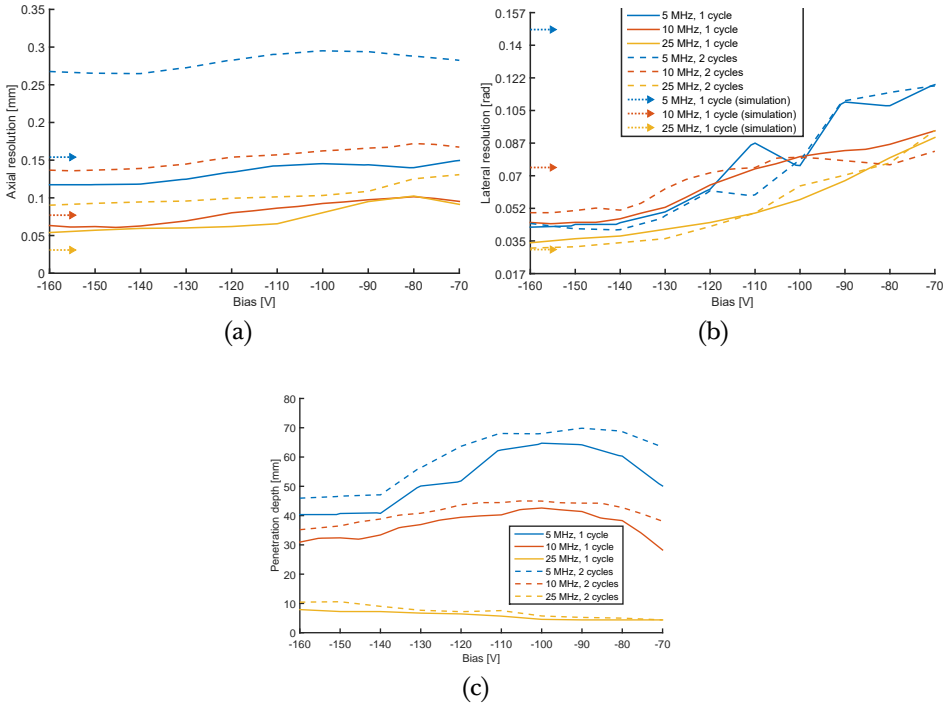 (a)
0.35
0.3
0.25
0.2
0.15
0.1
0.05
0
Axial resolution [mm]
-160 -150 -140 -130 -120 -110 -100 -90 -80 -70
Bias [V]
(b)
0.157
0.14
0.122
0.105
0.087
0.07
0.052
0.035
0.017
Lateral resolution [rad]
5 MHz, 1 cycle
10 MHz, 1 cycle
25 MHz, 1 cycle
5 MHz, 2 cycles
10 MHz, 2 cycles
25 MHz, 2 cycles
5 MHz, 1 cycle (simulation)
10 MHz, 1 cycle (simulation)
25 MHz, 1 cycle (simulation)
-160 -150 -140 -130 -120 -110 -100 -90 -80 -70
Bias [V]
(a)
(b)
80
70
60
50
40
30
20
10
0
Penetration depth [mm]
5 MHz, 1 cycle
10 MHz, 1 cycle
25 MHz, 1 cycle
5 MHz, 2 cycles
10 MHz, 2 cycles
25 MHz, 2 cycles
-160 -150 -140 -130 -120 -110 -100 -90 -80 -70
Bias [V]
(c)